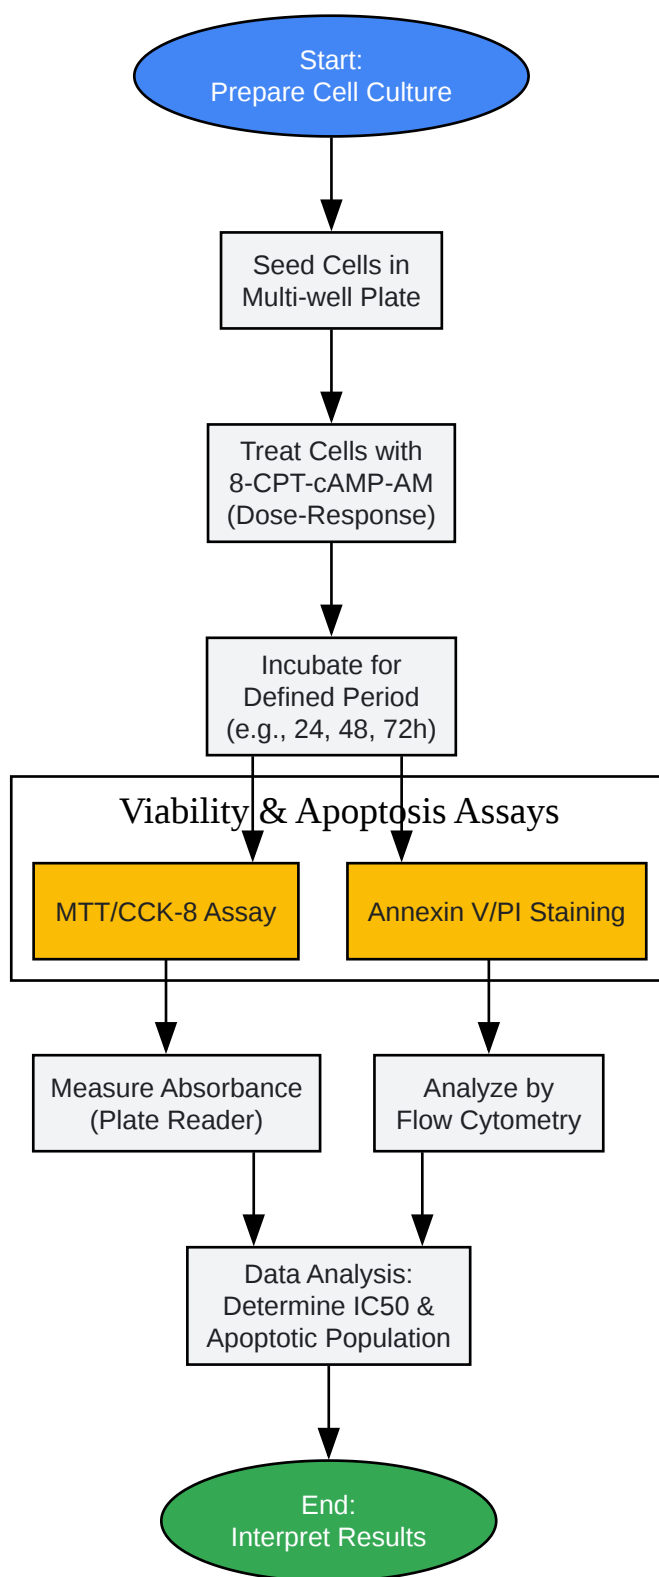 Start:
Prepare Cell Culture
Seed Cells in
Multi-well Plate
Treat Cells with
8-CPT-cAMP-AM
(Dose-Response)
Incubate for
Defined Period
(e.g., 24, 48, 72h)
Viability & Apoptosis Assays
MTT/CCK-8 Assay
Annexin V/PI Staining
Measure Absorbance
(Plate Reader)
Analyze by
Flow Cytometry
Data Analysis:
Determine IC50 &
Apoptotic Population
End:
Interpret Results